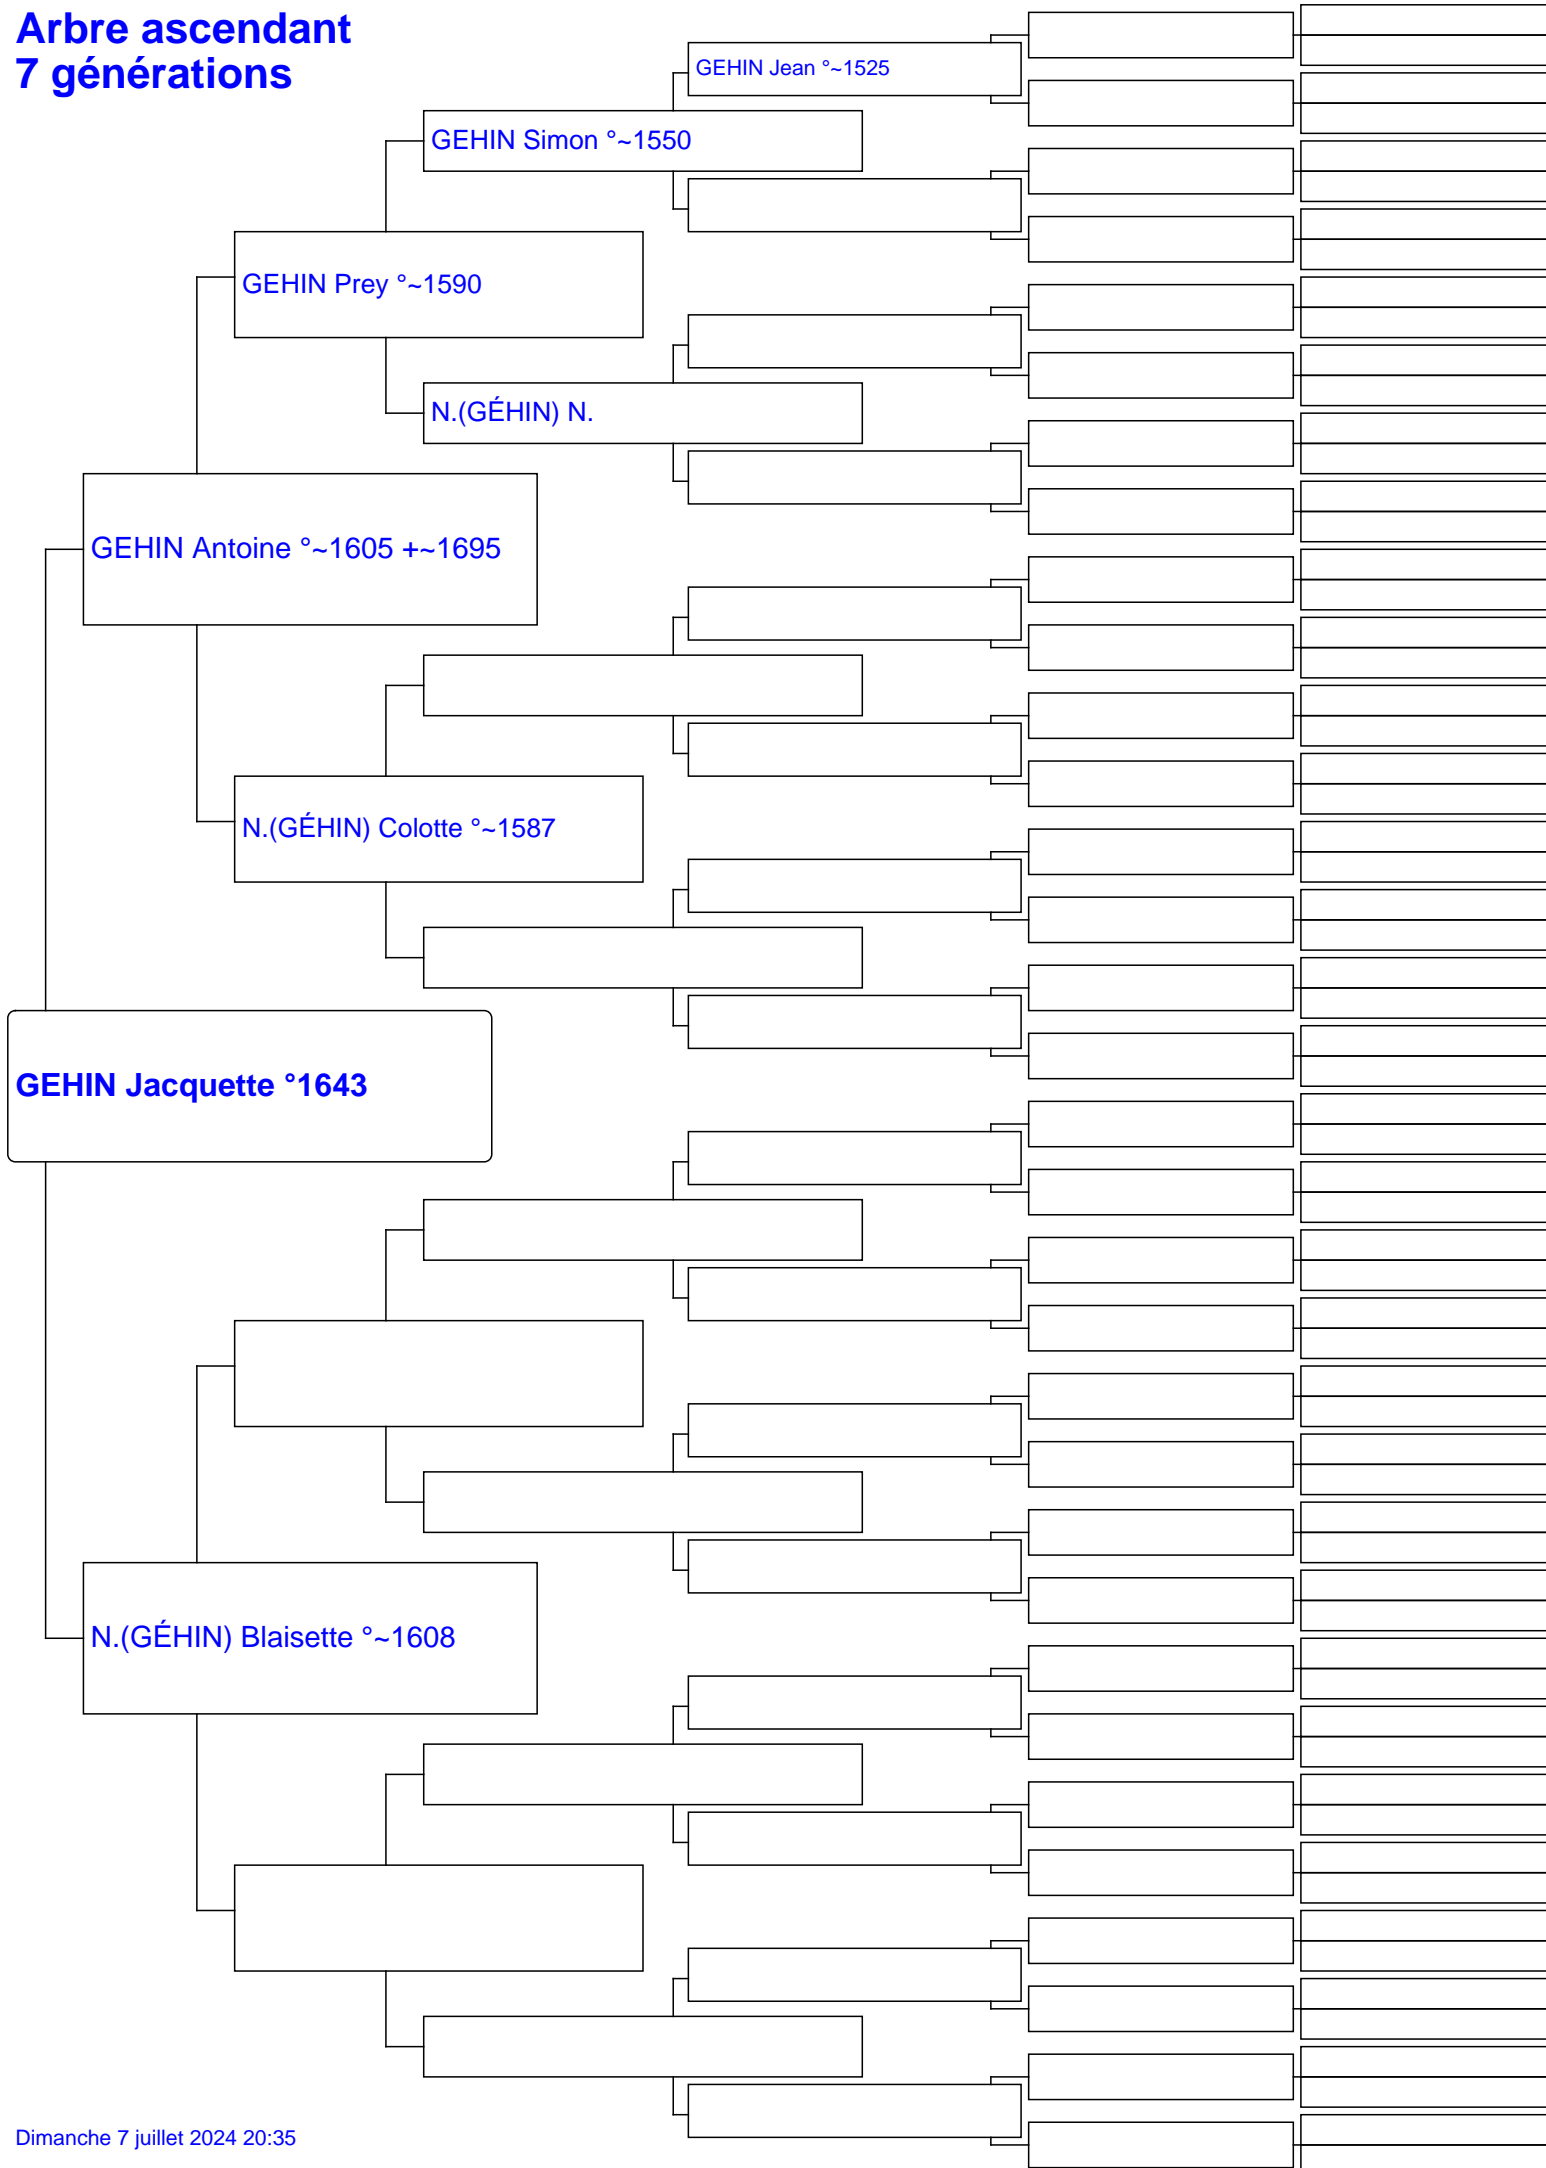 Arbre ascendant
7 générations
GEHIN Jean °~1525
GEHIN Simon °~1550
GEHIN Prey °~1590
N.(GÉHIN) N.
GEHIN Antoine °~1605 +~1695
N.(GÉHIN) Colotte °~1587
GEHIN Jacquette °1643
N.(GÉHIN) Blaisette °~1608
Dimanche 7 juillet 2024 20:35